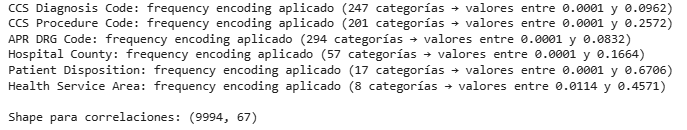 CCS Diagnosis Code: frequency encoding aplicado (247 categorías → valores entre 0.0001 y 0.0962)
CCS Procedure Code: frequency encoding aplicado (201 categorías → valores entre 0.0001 y 0.2572)
APR DRG Code: frequency encoding aplicado (294 categorías → valores entre 0.0001 y 0.0832)
Hospital County: frequency encoding aplicado (57 categorías → valores entre 0.0001 y 0.1664)
Patient Disposition: frequency encoding aplicado (17 categorías → valores entre 0.0001 y 0.6706)
Health Service Area: frequency encoding aplicado (8 categorías → valores entre 0.0114 y 0.4571)
Shape para correlaciones: (9994, 67)